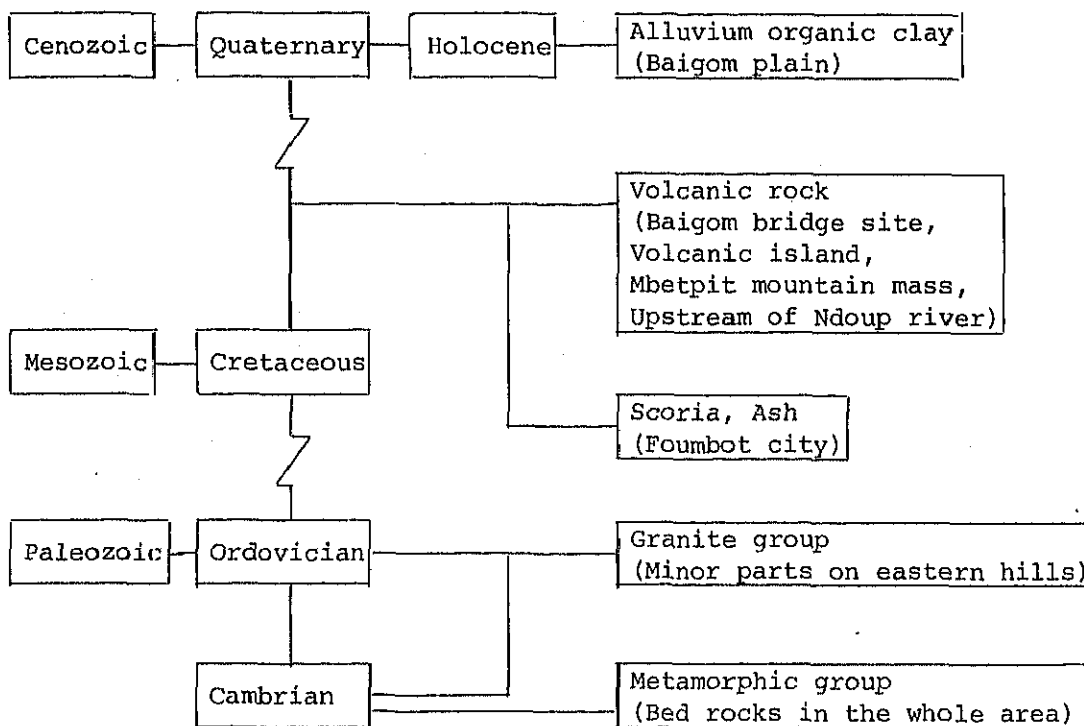 Cenozoic
Quaternary
Holocene
Alluvium organic clay
(Baigom plain)
Volcanic rock
(Baigom bridge site,
Volcanic island,
Mbetpit mountain mass,
Upstream of Ndoup river)
Mesozoic
Cretaceous
Scoria, Ash
(Foumbot city)
Paleozoic
Ordovician
Granite group
(Minor parts on eastern hills)
Cambrian
Metamorphic group
(Bed rocks in the whole area)